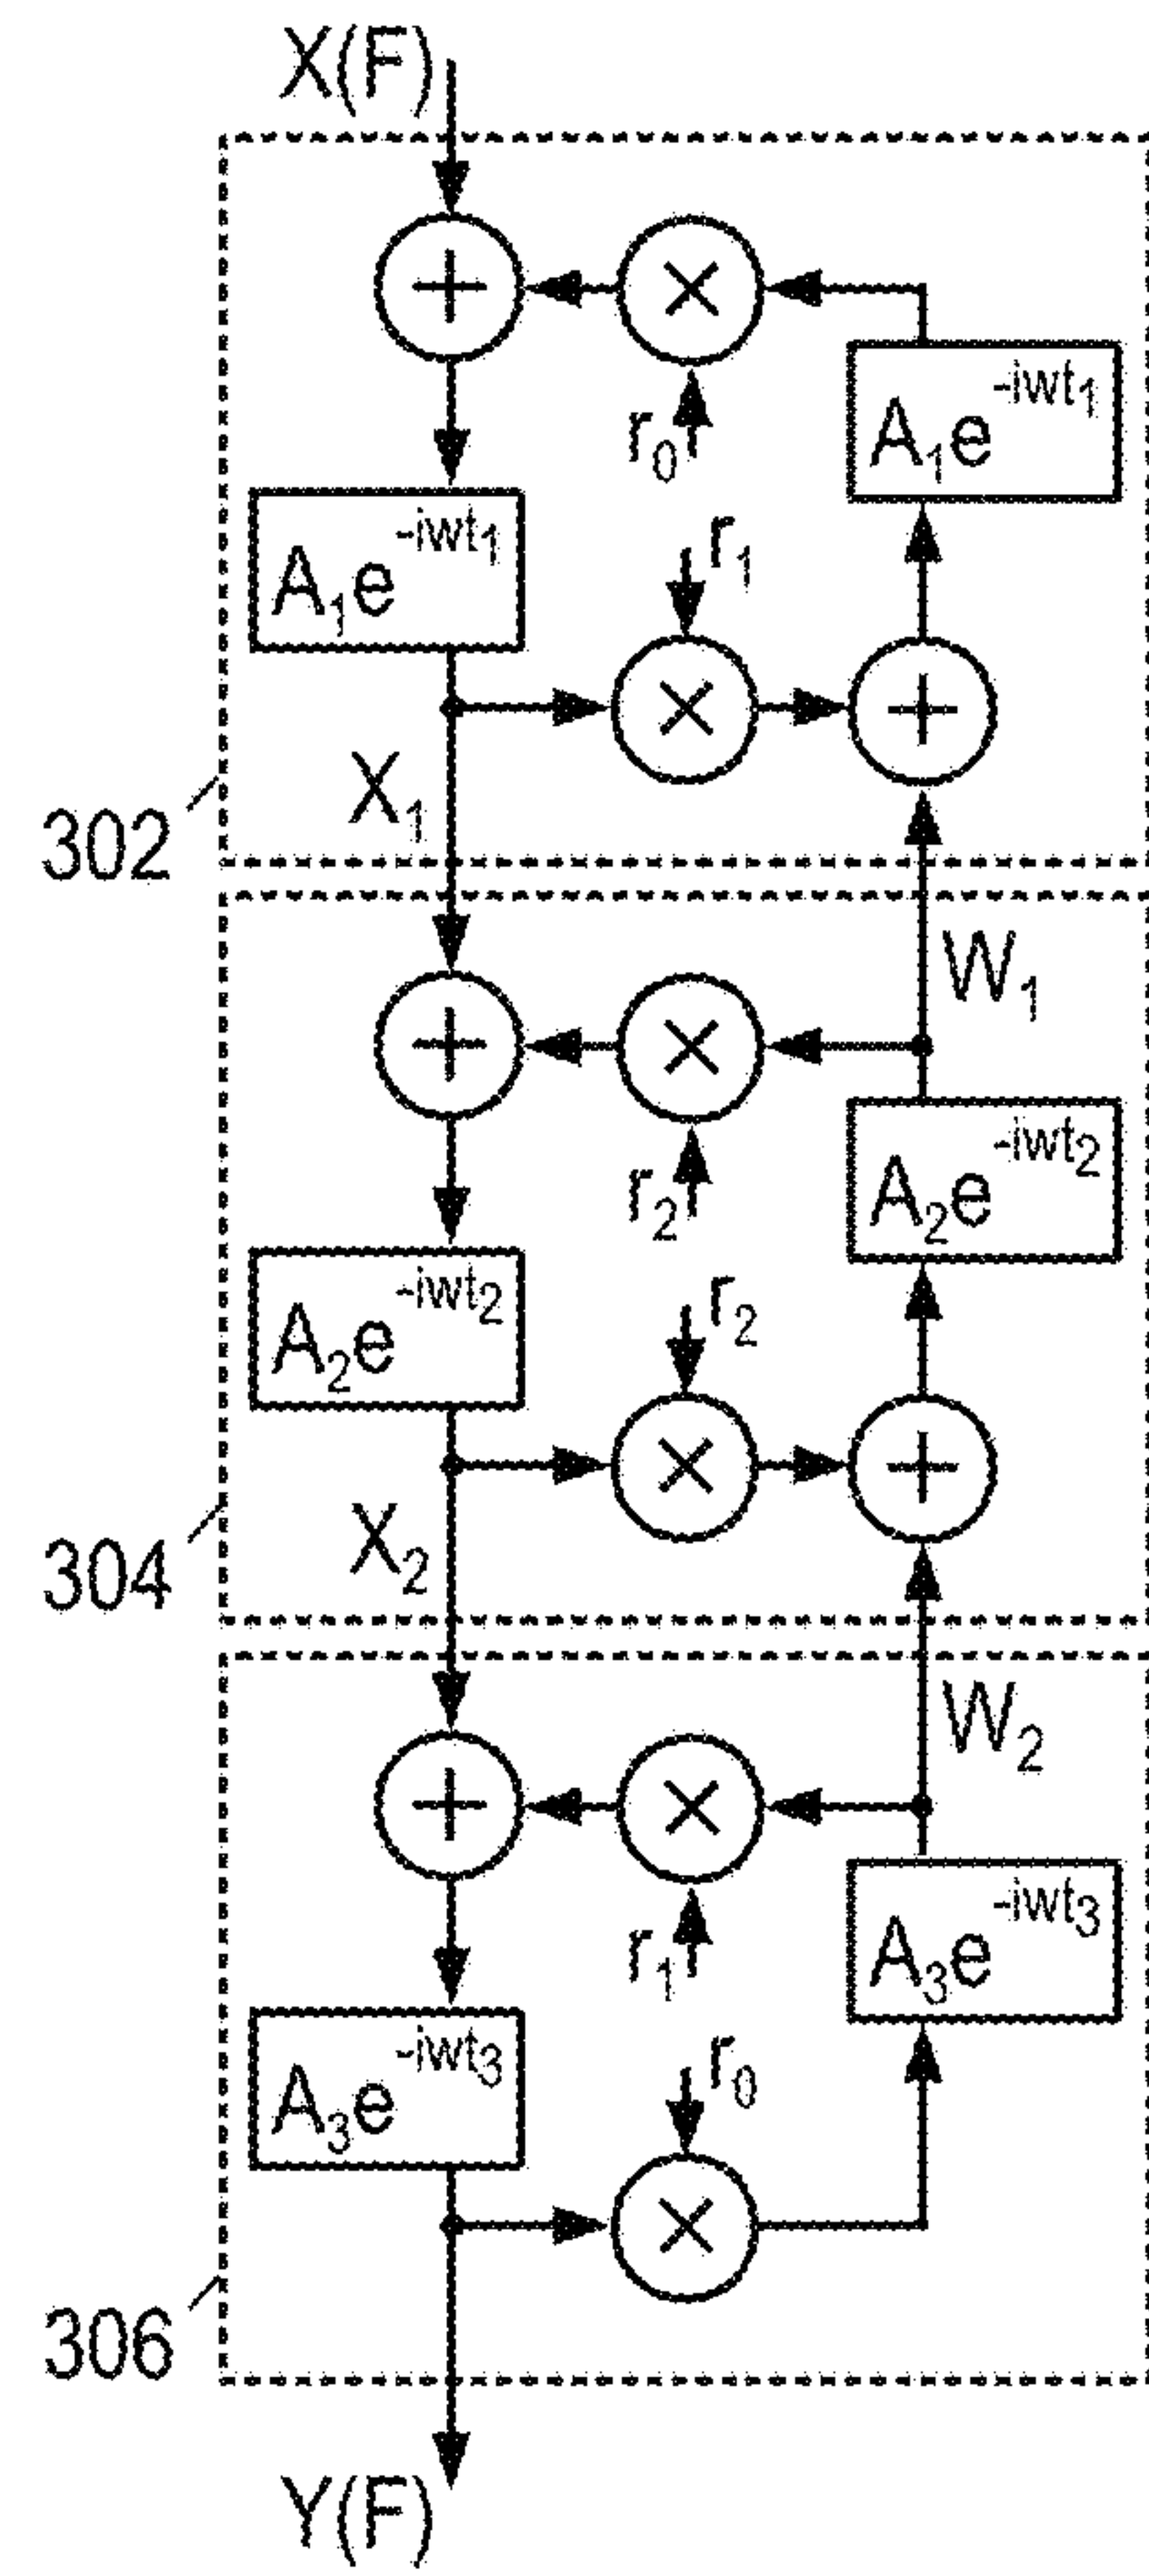 X(F)
+
×
r₀
A₁e^-iwt₁
A₁e^-iwt₁
r₁
×
+
X₁
302
W₁
+
×
r₂
A₂e^-iwt₂
A₂e^-iwt₂
r₂
×
+
X₂
304
W₂
+
×
r₁
A₃e^-iwt₃
A₃e^-iwt₃
r₀
×
306
Y(F)